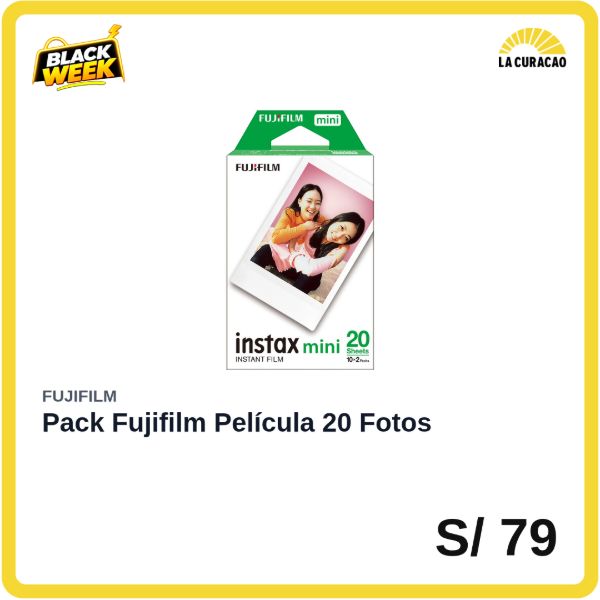 BLACK
WEEK
LA CURACAO
FUJIFILM mini
FUJIFILM
instax mini 20
Sheets
INSTANT FILM
10×2 Packs
FUJIFILM
Pack Fujifilm Película 20 Fotos
S/ 79